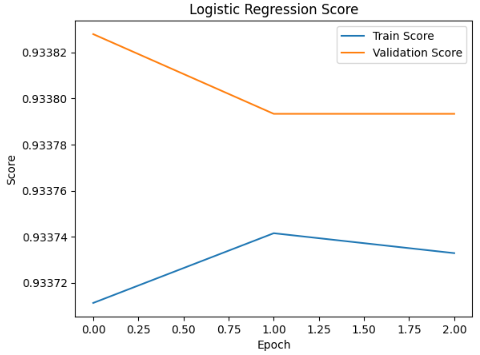 Logistic Regression Score
Train Score
Validation Score
0.93382
0.93380
0.93378
0.93376
0.93374
0.93372
Score
0.00 0.25 0.50 0.75 1.00 1.25 1.50 1.75 2.00
Epoch